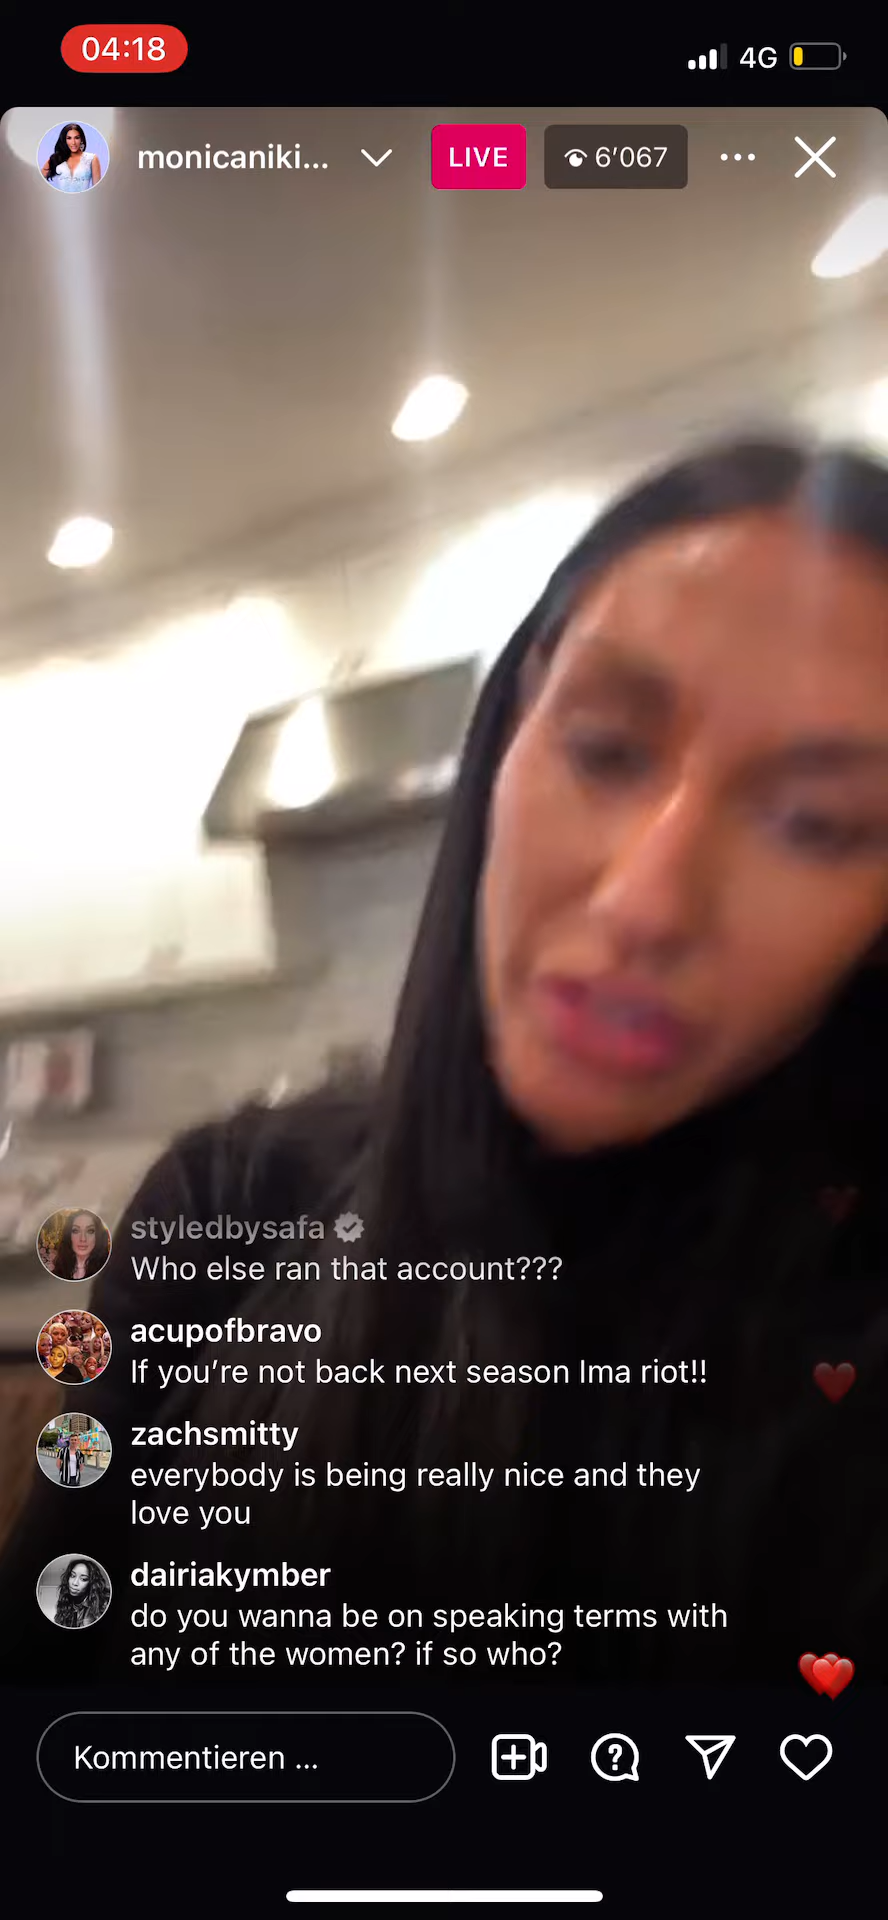 04:18
4G
monicaniki...
LIVE
6’067
styledbysafa
Who else ran that account???
acupofbravo
If you’re not back next season Ima riot!!
zachsmitty
everybody is being really nice and they
love you
dairiakymber
do you wanna be on speaking terms with
any of the women? if so who?
Kommentieren ...